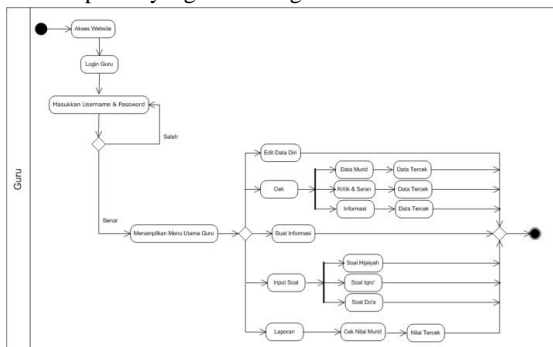 Guru
Akses Website
Login Guru
Masukkan Username & Password
Salah
Benar
Menampilkan Menu Utama Guru
Edit Data Diri
Cek
Data Murid
Data Tercek
Kritik & Saran
Data Tercek
Informasi
Data Tercek
Buat Informasi
Input Soal
Soal Hijaiyah
Soal Iqro'
Soal Do'a
Laporan
Cek Nilai Murid
Nilai Tercek